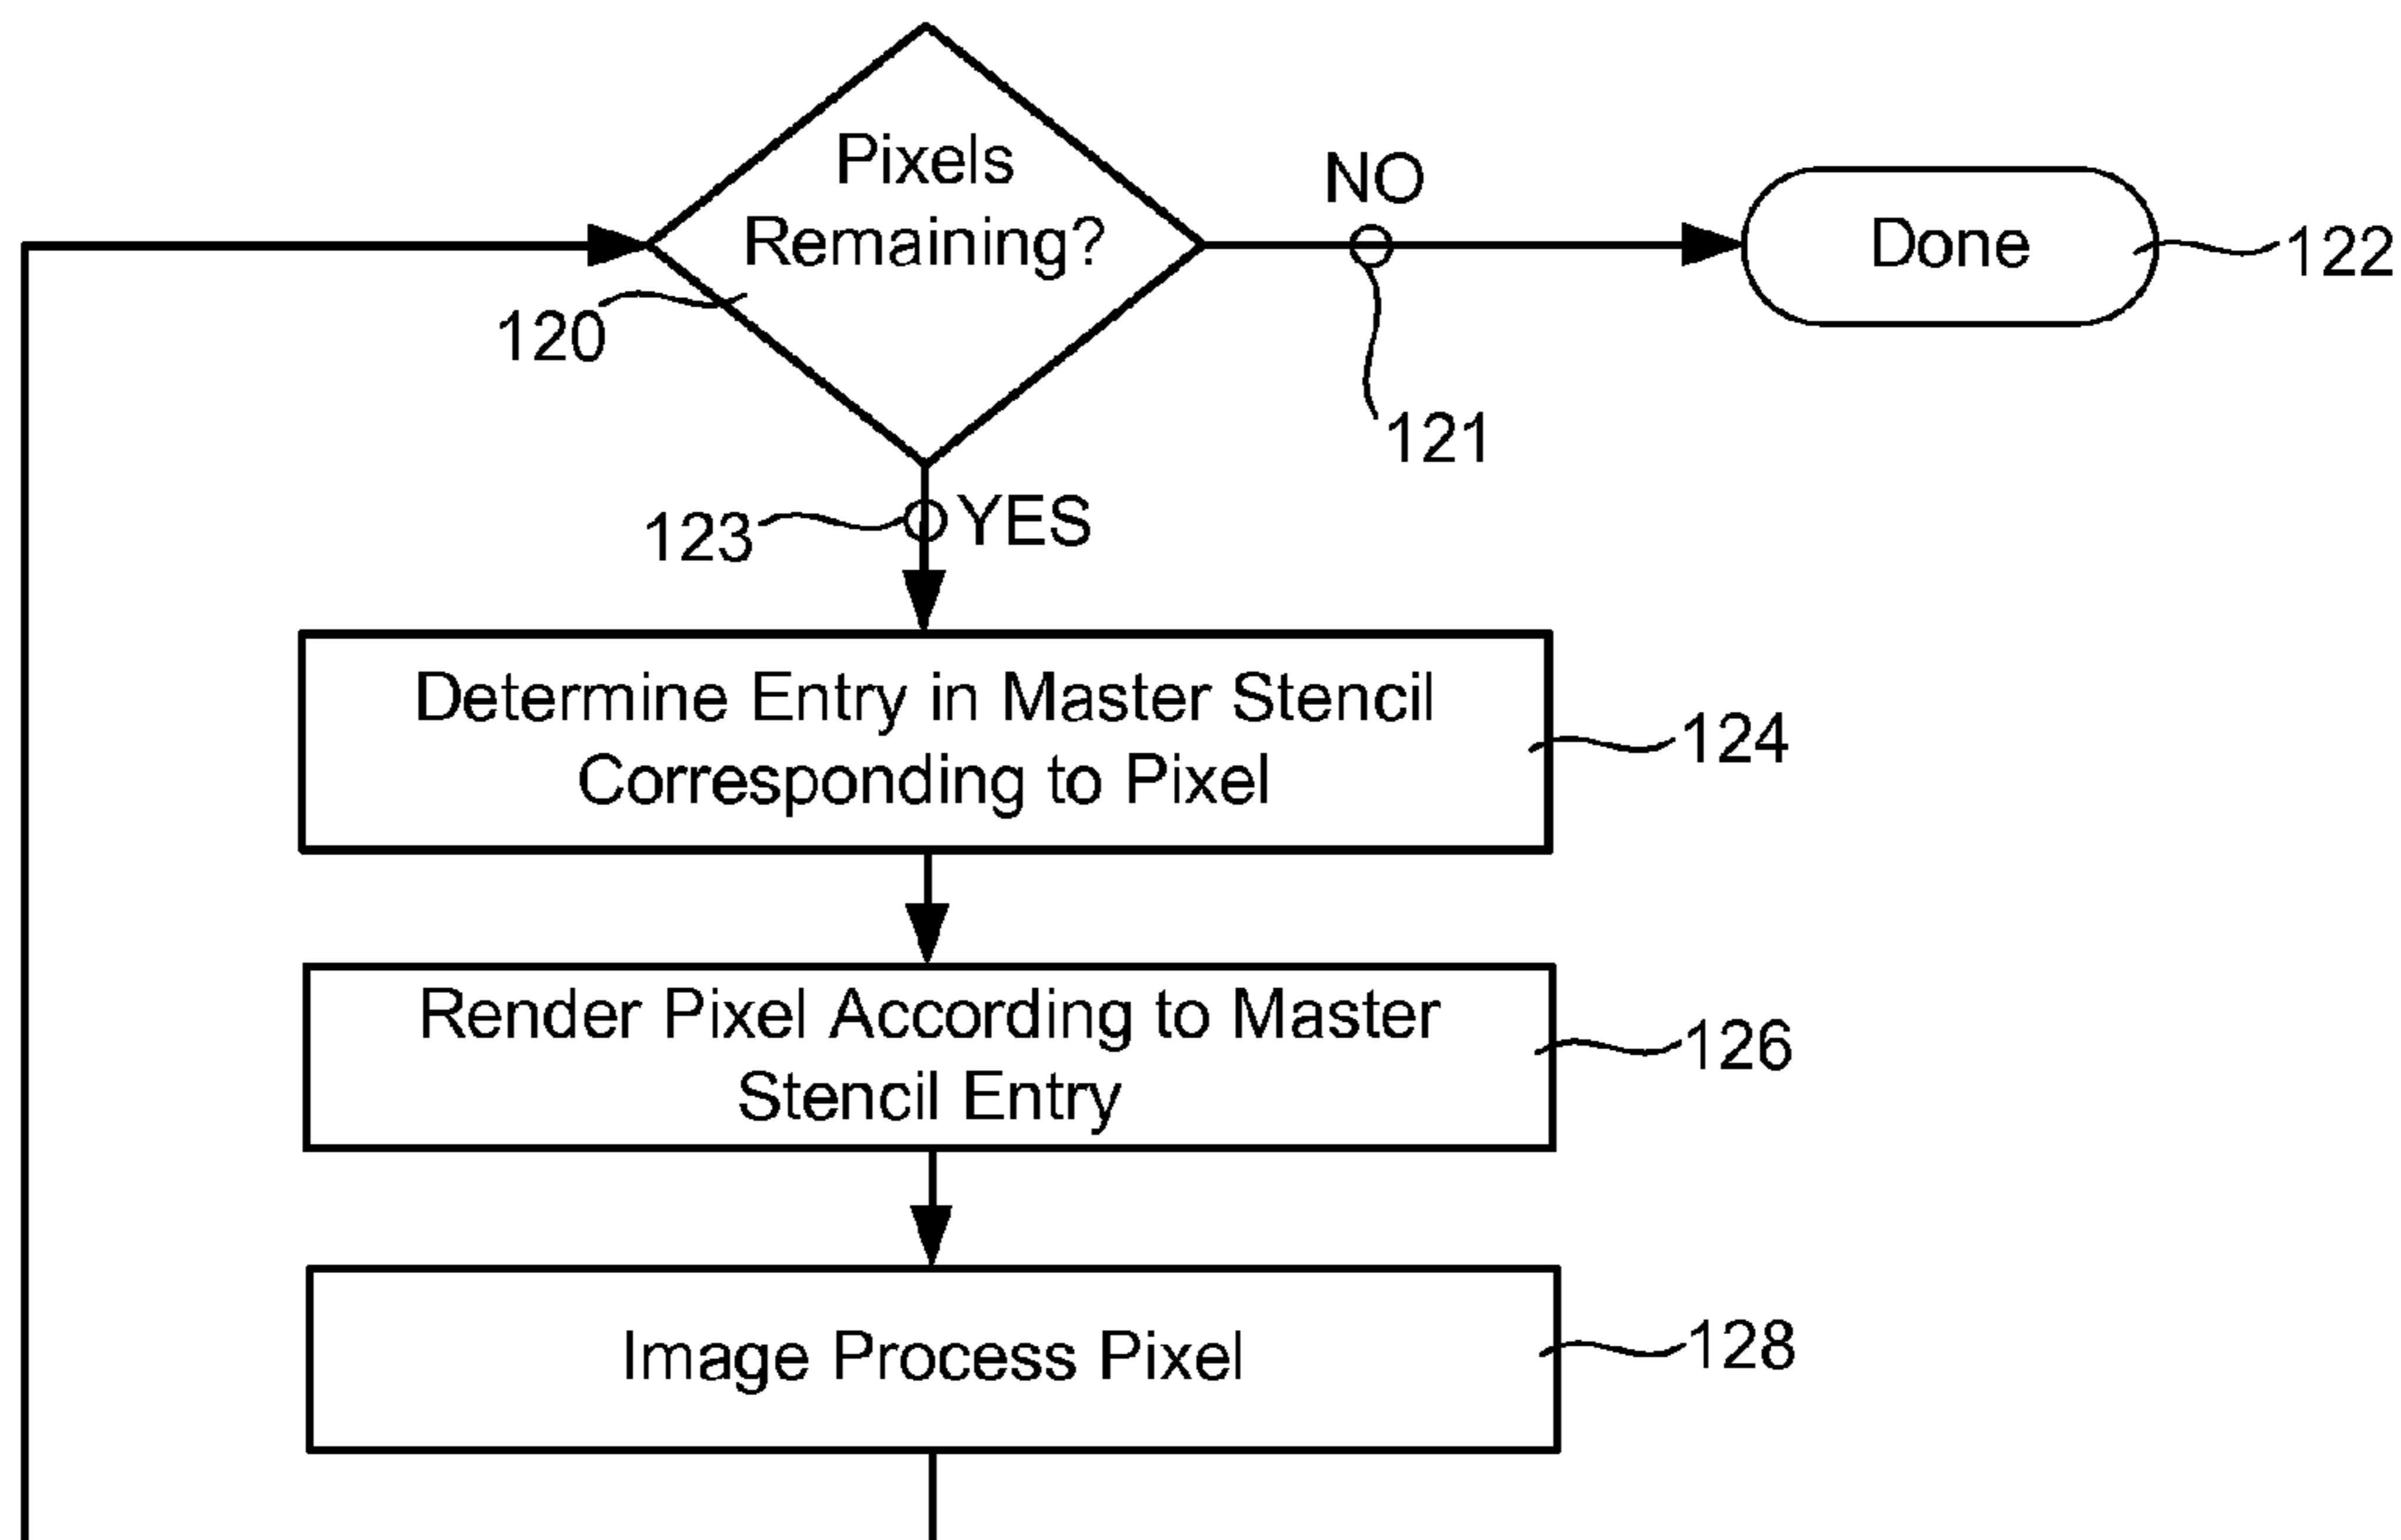 Pixels
Remaining?
120
NO
121
Done
122
123
YES
Determine Entry in Master Stencil
Corresponding to Pixel
124
Render Pixel According to Master
Stencil Entry
126
Image Process Pixel
128